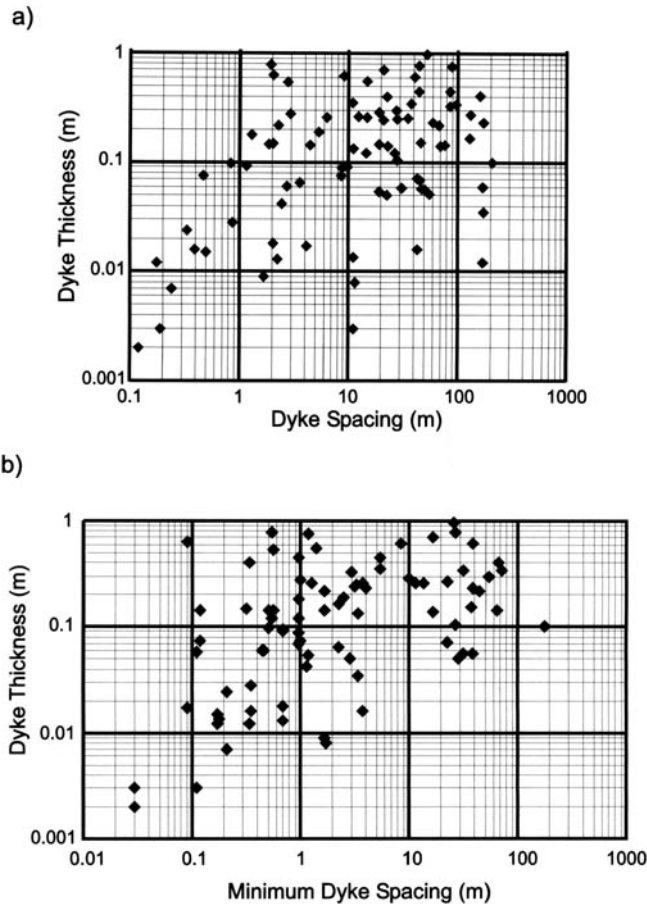 a)
1
0.1
0.01
0.001
Dyke Thickness (m)
0.1 1 10 100 1000
Dyke Spacing (m)
b)
1
0.1
0.01
0.001
Dyke Thickness (m)
0.01 0.1 1 10 100 1000
Minimum Dyke Spacing (m)